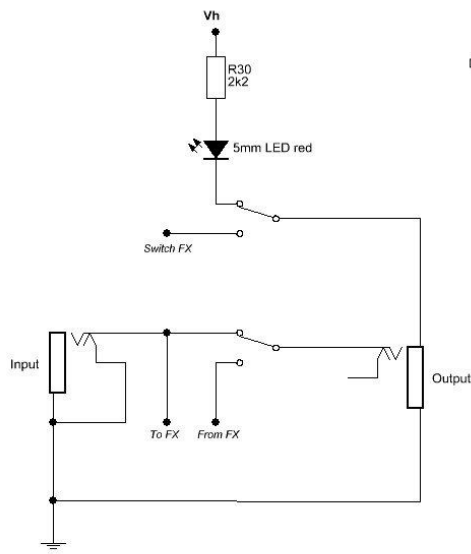 Vh
R30
2k2
5mm LED red
Switch FX
Input
Output
To FX
From FX